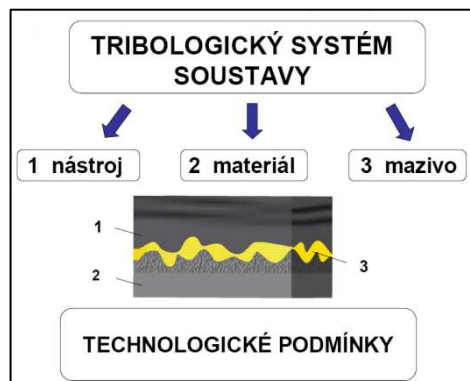 TRIBOLOGICKÝ SYSTÉM
SOUSTAVY
1 nástroj
2 materiál
3 mazivo
1
2
3
TECHNOLOGICKÉ PODMÍNKY